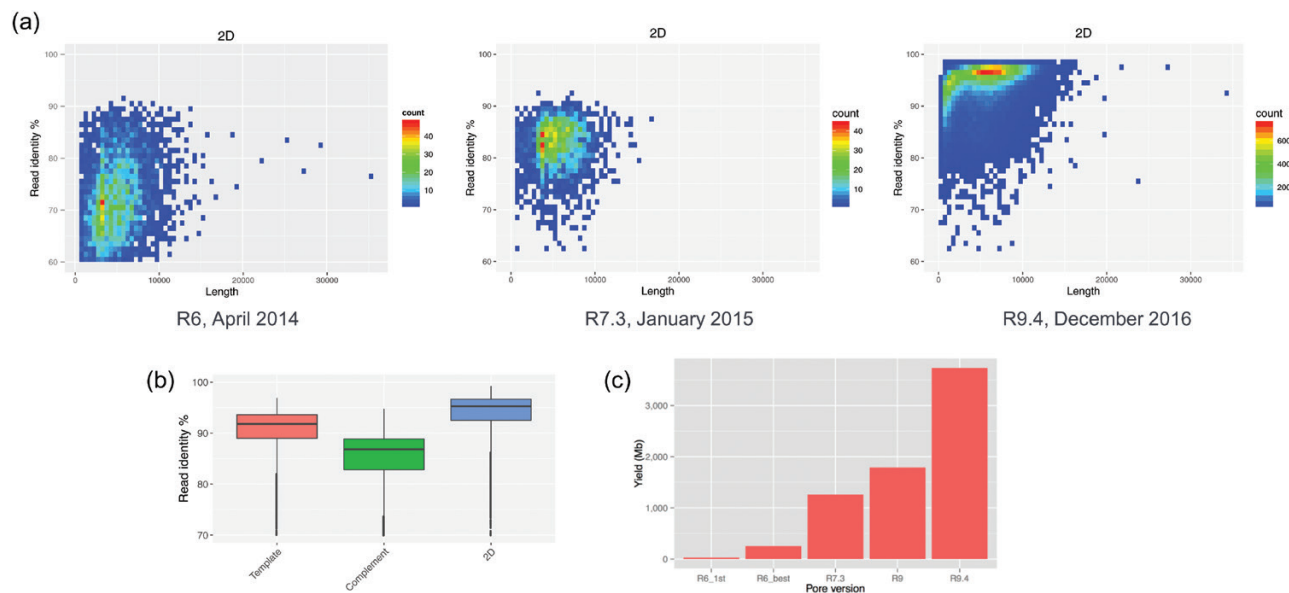 (a)
2D
100
90
80
70
60
Read identity %
0
10000
20000
30000
Length
count
40
30
20
10
R6, April 2014
2D
100
90
80
70
60
Read identity %
0
10000
20000
30000
Length
count
40
30
20
10
R7.3, January 2015
2D
100
90
80
70
60
Read identity %
0
10000
20000
30000
Length
count
600
400
200
R9.4, December 2016
(b)
100
90
80
70
Read identity %
Template
Complement
2D
(c)
3,000
2,000
1,000
0
Yield (Mb)
R6_1st
R6_best
R7.3
R9
R9.4
Pore version